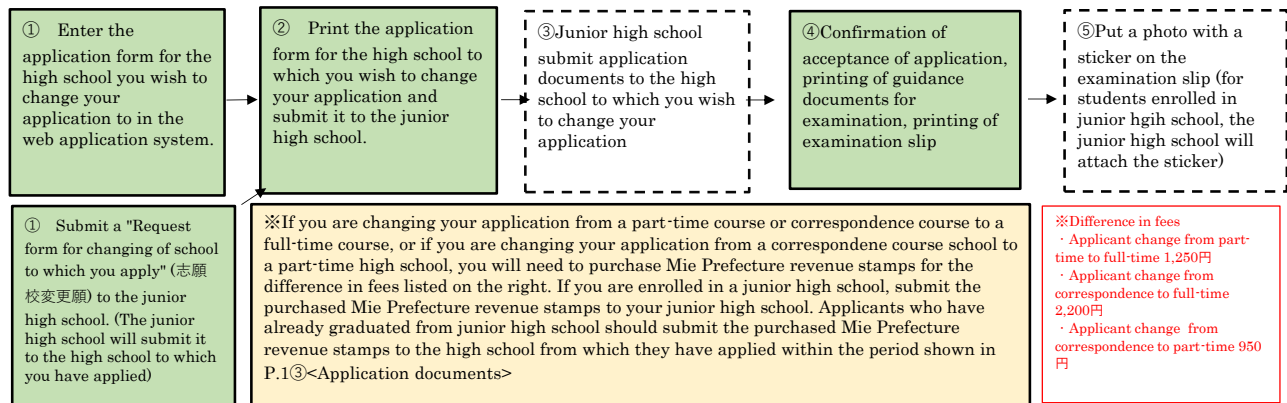 ① Enter the
application form for the
high school you wish to
change your
application to in the
web application system.
② Print the application
form for the high school to
which you wish to change
your application and
submit it to the junior
high school.
③Junior high school
submit application
documents to the high
school to which you wish
to change your
application
④Confirmation of
acceptance of application,
printing of guidance
documents for
examination, printing of
examination slip
⑤Put a photo with a
sticker on the
examination slip (for
students enrolled in
junior hgih school, the
junior high school will
attach the sticker)
① Submit a "Request
form for changing of school
to which you apply" (志願
校変更願) to the junior
high school. (The junior
high school will submit it
to the high school to which
you have applied)
※If you are changing your application from a part-time course or correspondence course to a
full-time course, or if you are changing your application from a correspondene course school to
a part-time high school, you will need to purchase Mie Prefecture revenue stamps for the
difference in fees listed on the right. If you are enrolled in a junior high school, submit the
purchased Mie Prefecture revenue stamps to your junior high school. Applicants who have
already graduated from junior high school should submit the purchased Mie Prefecture
revenue stamps to the high school from which they have applied within the period shown in
P.1③<Application documents>
※Difference in fees
・Applicant change from part-
time to full-time 1,250円
・Applicant change from
correspondence to full-time
2,200円
・Applicant change from
correspondence to part-time 950
円